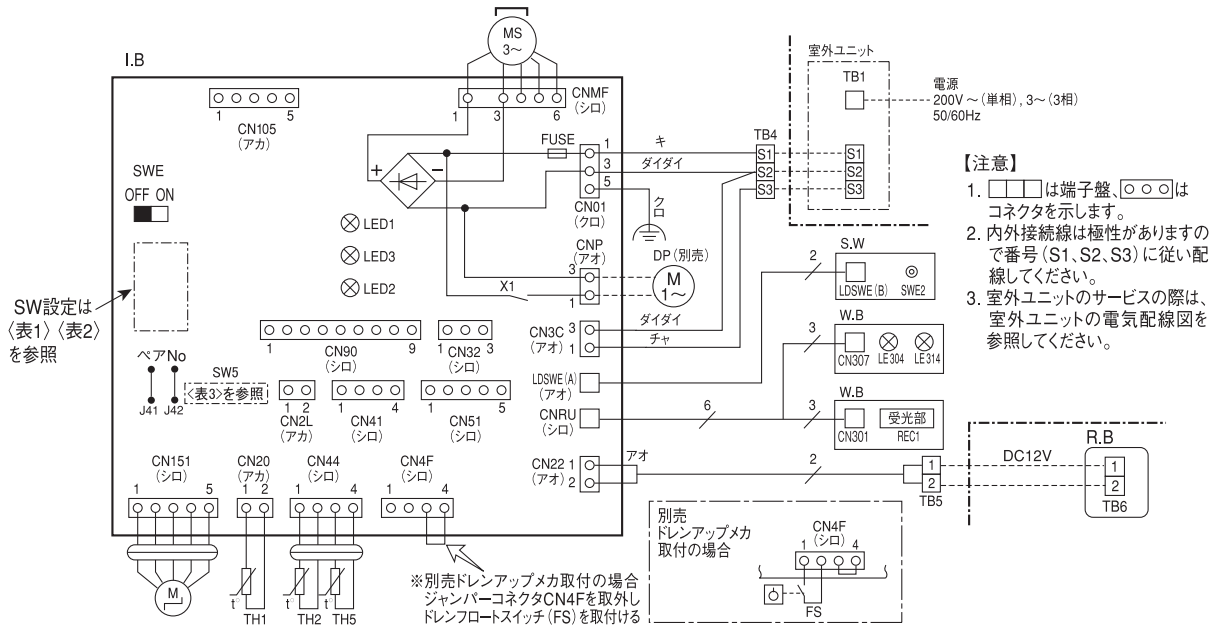 I.B
MS
3～
CNMF
(シロ)
1
3
6
1
5
CN105
(アカ)
SWE
OFF ON
LED1
LED3
LED2
+
−
FUSE
1
3
5
CN01
(クロ)
キ
ダイダイ
クロ
TB4
S1
S2
S3
室外ユニット
TB1
S1
S2
S3
電源
200V～(単相), 3～(3相)
50/60Hz
【注意】
1. は端子盤、は
コネクタを示します。
2. 内外接続線は極性がありますの
で番号(S1、S2、S3)に従い配
線してください。
3. 室外ユニットのサービスの際は、
室外ユニットの電気配線図を
参照してください。
CNP
(アオ)
3
1
X1
DP(別売)
M
1～
SW設定は
〈表1〉〈表2〉
を参照
1
9
CN90
(シロ)
1
3
CN32
(シロ)
CN3C
(アオ)
3
1
ダイダイ
チャ
2
S.W
LDSWE(B)
SWE2
3
W.B
CN307
LE304
LE314
ペアNo
J41
J42
SW5
〈表3〉を参照
1 2
CN2L
(アカ)
1
4
CN41
(シロ)
1
5
CN51
(シロ)
LDSWE(A)
(アオ)
CNRU
(シロ)
6
3
W.B
CN301
受光部
REC1
CN22
(アオ)
1
2
アオ
2
1
2
TB5
DC12V
R.B
1
2
TB6
CN151
(シロ)
1
5
CN20
(アカ)
1 2
CN44
(シロ)
1
4
CN4F
(シロ)
1
4
M
t°
TH1
t°
t°
TH2
TH5
※別売ドレンアップメカ取付の場合
ジャンパーコネクタCN4Fを取外し
ドレンフロートスイッチ(FS)を取付ける
別売
ドレンアップメカ
取付の場合
CN4F
(シロ)
1
4
FS